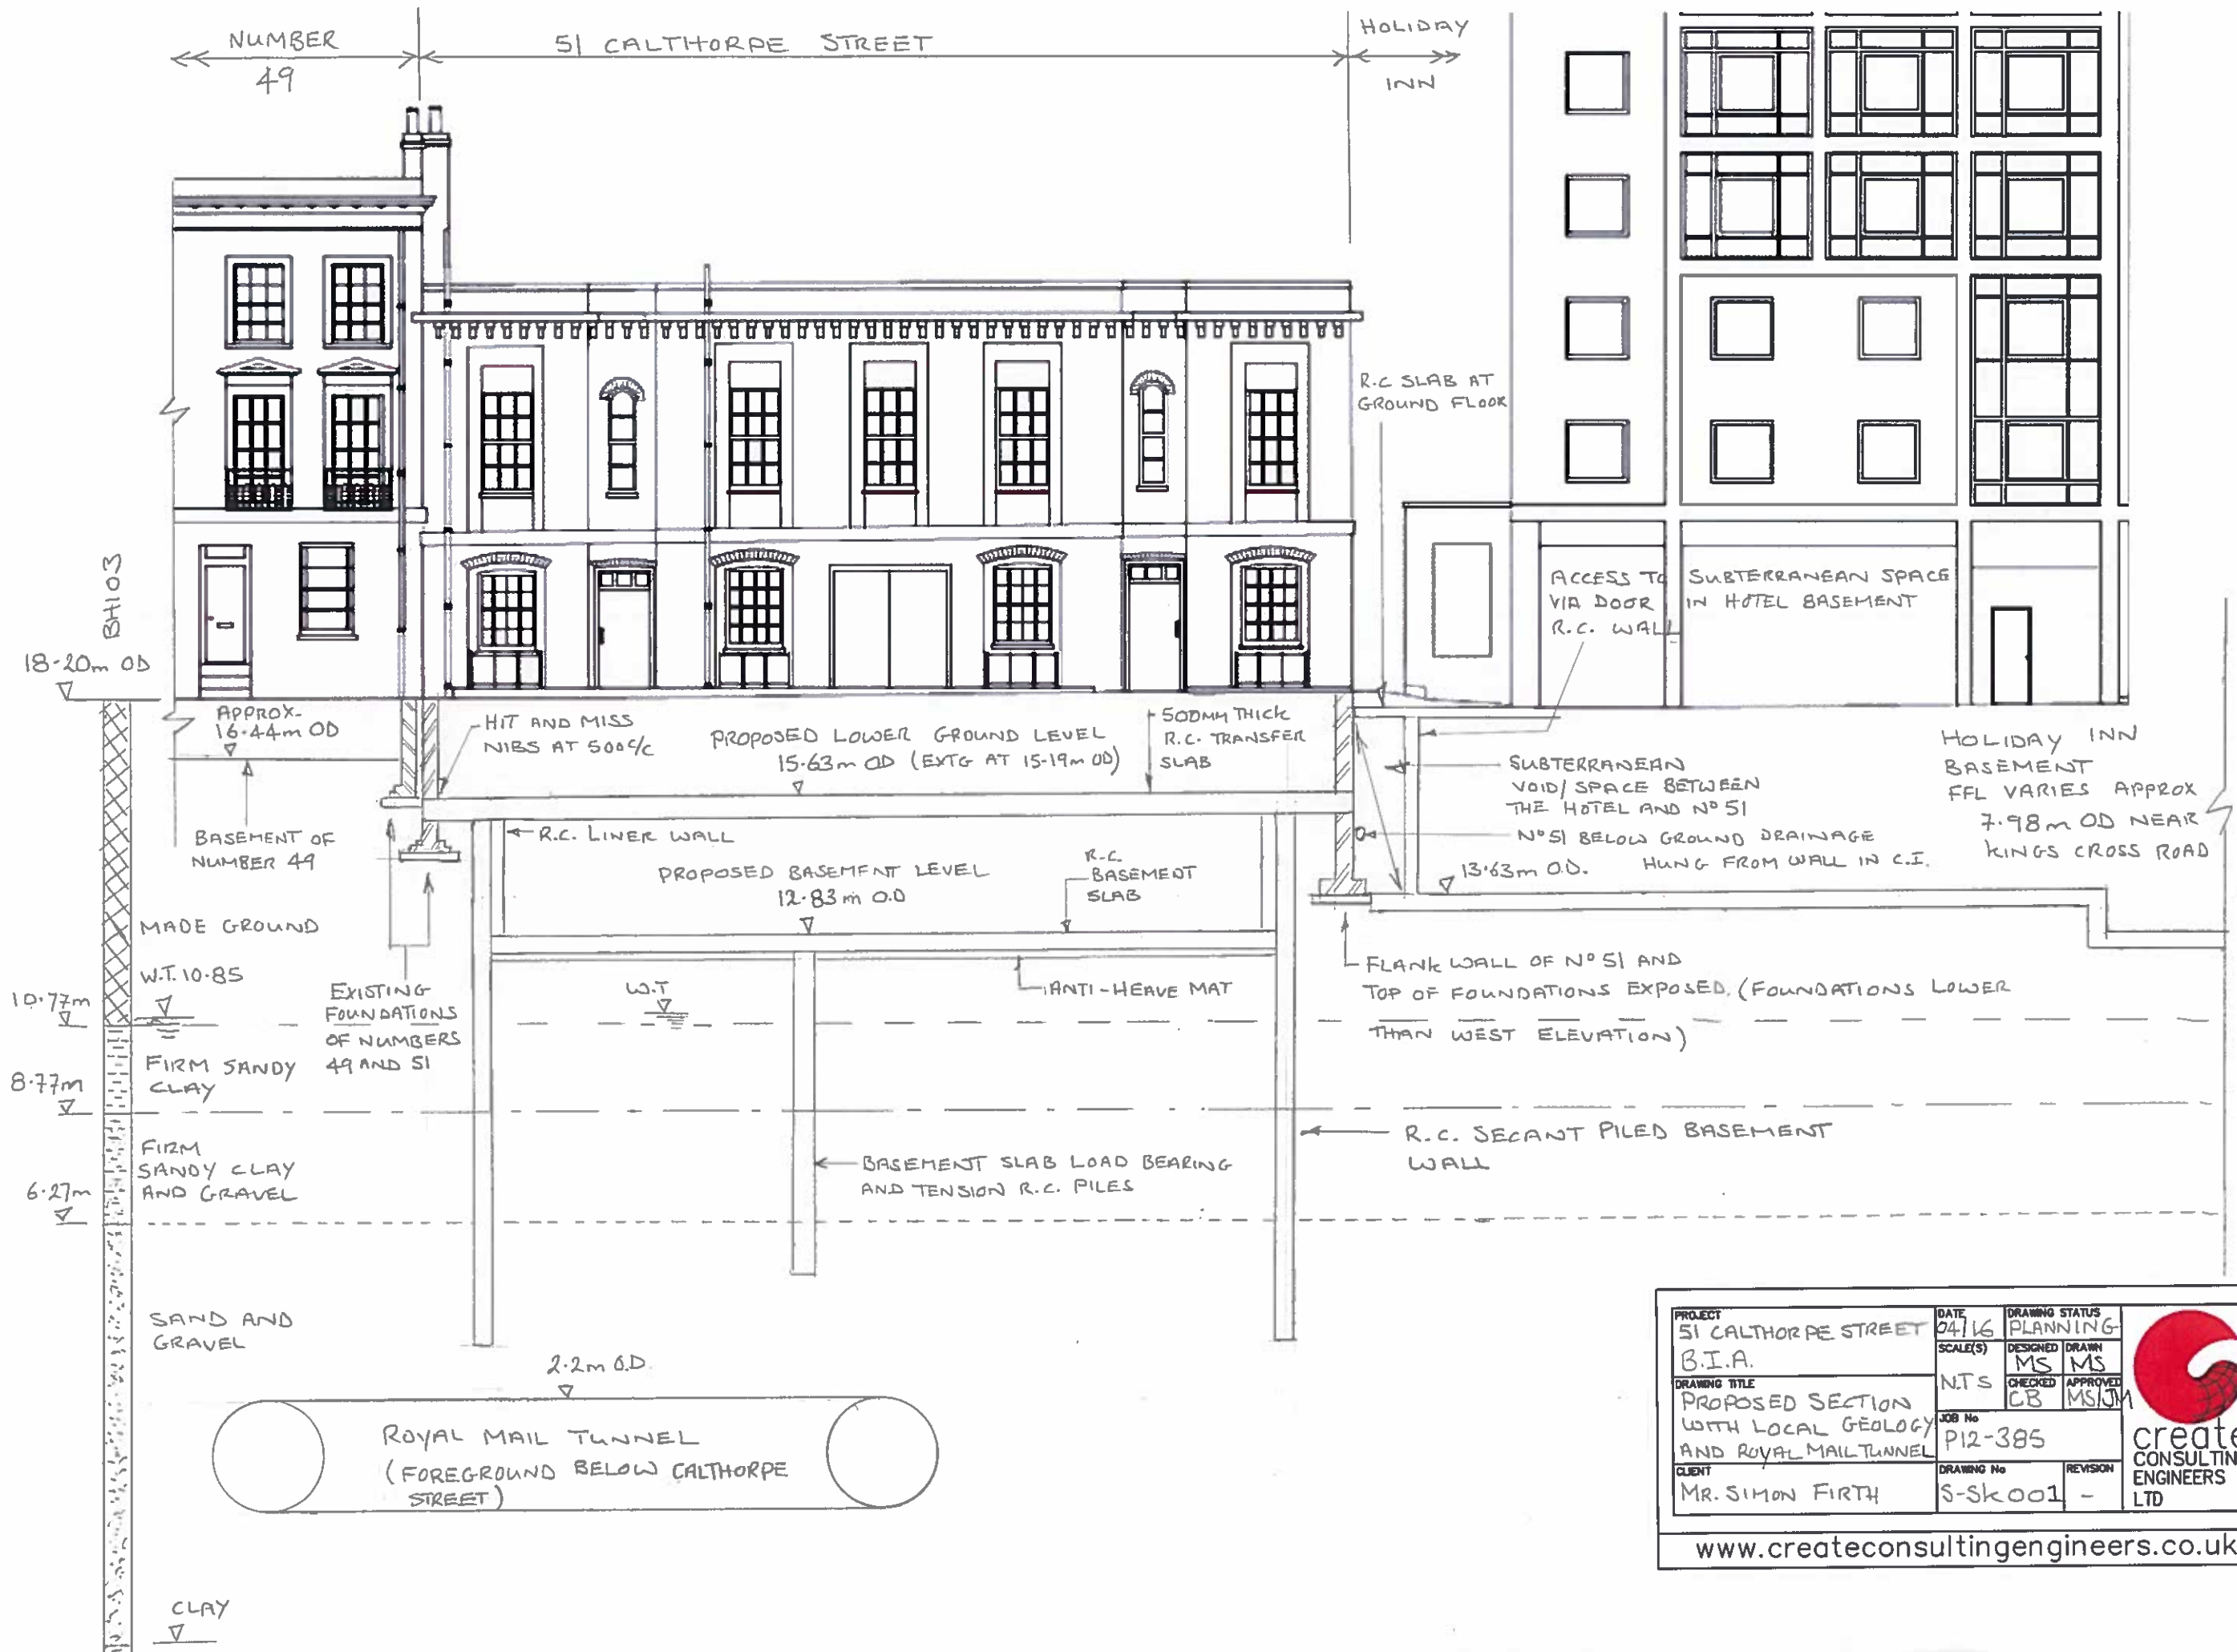 NUMBER
49
51 CALTHORPE STREET
HOLIDAY
INN
R.C SLAB AT
GROUND FLOOR
ACCESS TO SUBTERRANEAN SPACE
VIA DOOR IN HOTEL BASEMENT
R.C. WALL
BH103
18.20m OD
APPROX.
16.44m OD
HIT AND MISS
NIBS AT 500 c/c
PROPOSED LOWER GROUND LEVEL
15.63m OD (EXTG AT 15.19m OD)
500MM THICK
R.C. TRANSFER
SLAB
SUBTERRANEAN
VOID/SPACE BETWEEN
THE HOTEL AND Nº 51
Nº 51 BELOW GROUND DRAINAGE
HUNG FROM WALL IN C.I.
HOLIDAY INN
BASEMENT
FFL VARIES APPROX
7.98m OD NEAR
KINGS CROSS ROAD
BASEMENT OF
NUMBER 49
R.C. LINER WALL
PROPOSED BASEMENT LEVEL
12.83m O.D
R.C.
BASEMENT
SLAB
13.63m O.D.
MADE GROUND
W.T. 10.85
10.77m
EXISTING
FOUNDATIONS
OF NUMBERS
49 AND 51
W.T
ANTI-HEAVE MAT
FLANK WALL OF Nº 51 AND
TOP OF FOUNDATIONS EXPOSED. (FOUNDATIONS LOWER
THAN WEST ELEVATION)
FIRM SANDY
CLAY
8.77m
FIRM
SANDY CLAY
AND GRAVEL
6.27m
BASEMENT SLAB LOAD BEARING
AND TENSION R.C. PILES
R.C. SECANT PILED BASEMENT
WALL
SAND AND
GRAVEL
2.2m O.D.
ROYAL MAIL TUNNEL
(FOREGROUND BELOW CALTHORPE
STREET)
CLAY
PROJECT
51 CALTHORPE STREET
B.I.A.
DATE
04/16
DRAWING STATUS
PLANNING
SCALE(S)
NTS
DESIGNED
MS
DRAWN
MS
CHECKED
CB
APPROVED
MS/JM
DRAWING TITLE
PROPOSED SECTION
WITH LOCAL GEOLOGY
AND ROYAL MAIL TUNNEL
JOB No
P12-385
CLIENT
MR. SIMON FIRTH
DRAWING No
S-SK001
REVISION
-
create
CONSULTIN
ENGINEERS
LTD
www.createconsultingengineers.co.uk